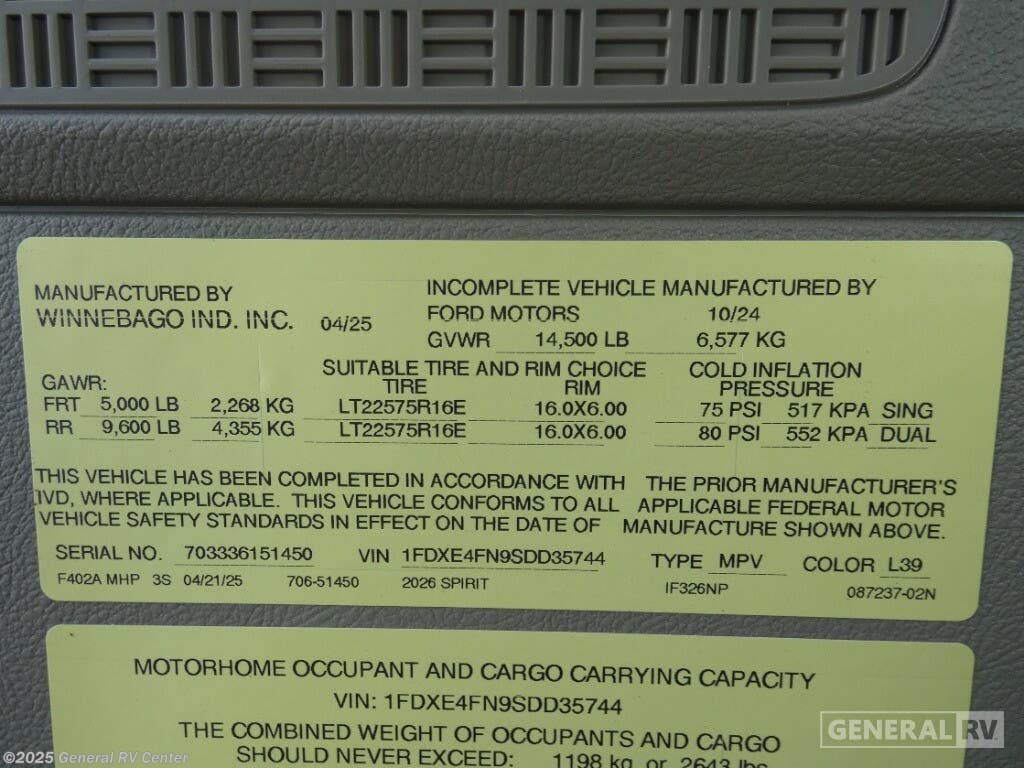 MANUFACTURED BY
WINNEBAGO IND. INC. 04/25
INCOMPLETE VEHICLE MANUFACTURED BY
FORD MOTORS 10/24
GVWR 14,500 LB 6,577 KG
SUITABLE TIRE AND RIM CHOICE COLD INFLATION
GAWR: TIRE RIM PRESSURE
FRT 5,000 LB 2,268 KG LT22575R16E 16.0X6.00 75 PSI 517 KPA SING
RR 9,600 LB 4,355 KG LT22575R16E 16.0X6.00 80 PSI 552 KPA DUAL
THIS VEHICLE HAS BEEN COMPLETED IN ACCORDANCE WITH THE PRIOR MANUFACTURER'S
IVD, WHERE APPLICABLE. THIS VEHICLE CONFORMS TO ALL APPLICABLE FEDERAL MOTOR
VEHICLE SAFETY STANDARDS IN EFFECT ON THE DATE OF MANUFACTURE SHOWN ABOVE.
SERIAL NO. 703336151450 VIN 1FDXE4FN9SDD35744 TYPE MPV COLOR L39
F402A MHP 3S 04/21/25 706-51450 2026 SPIRIT IF326NP 087237-02N
MOTORHOME OCCUPANT AND CARGO CARRYING CAPACITY
VIN: 1FDXE4FN9SDD35744
THE COMBINED WEIGHT OF OCCUPANTS AND CARGO
SHOULD NEVER EXCEED: 1198 kg or 2643 lbs
GENERAL RV
©2025 General RV Center